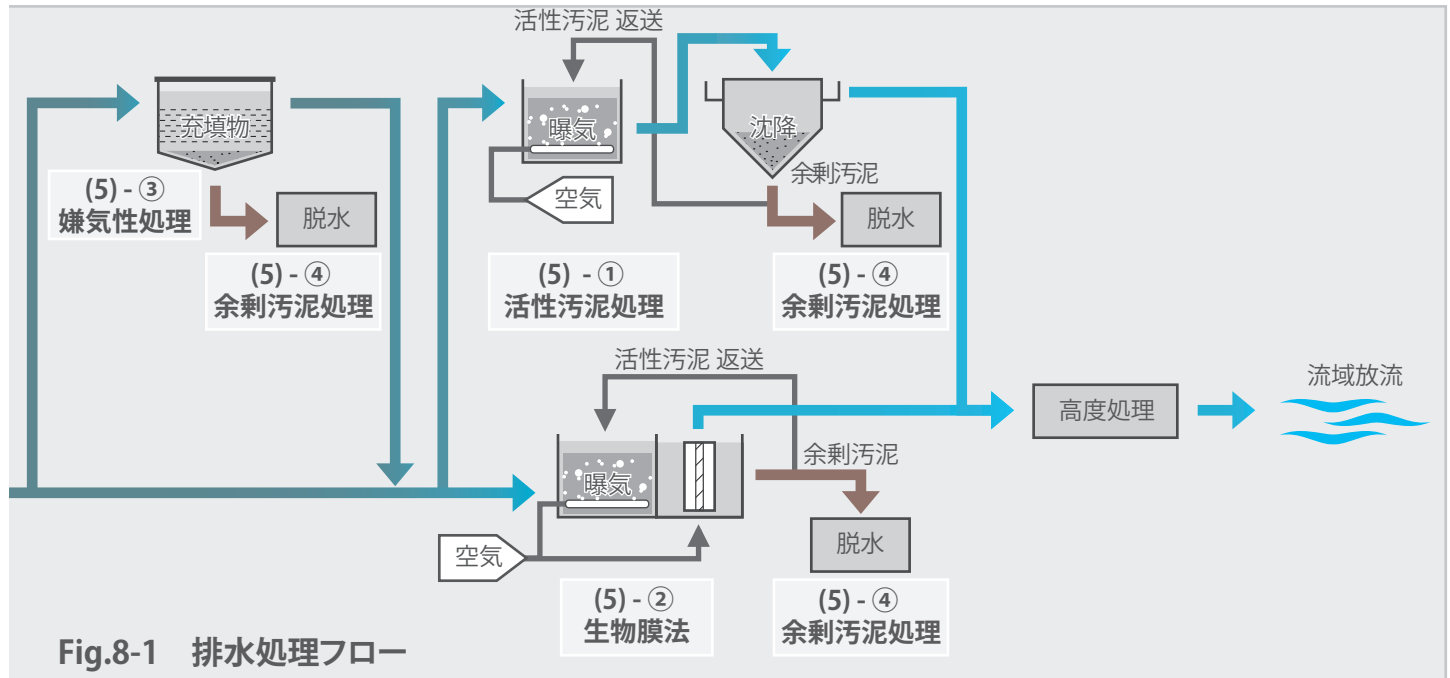 活性汚泥 返送
充填物
曝気
沈降
余剰汚泥
空気
(5) - ③
嫌気性処理
脱水
脱水
(5) - ④
余剰汚泥処理
(5) - ①
活性汚泥処理
(5) - ④
余剰汚泥処理
活性汚泥 返送
流域放流
高度処理
余剰汚泥
曝気
空気
脱水
(5) - ②
生物膜法
(5) - ④
余剰汚泥処理
Fig.8-1 排水処理フロー